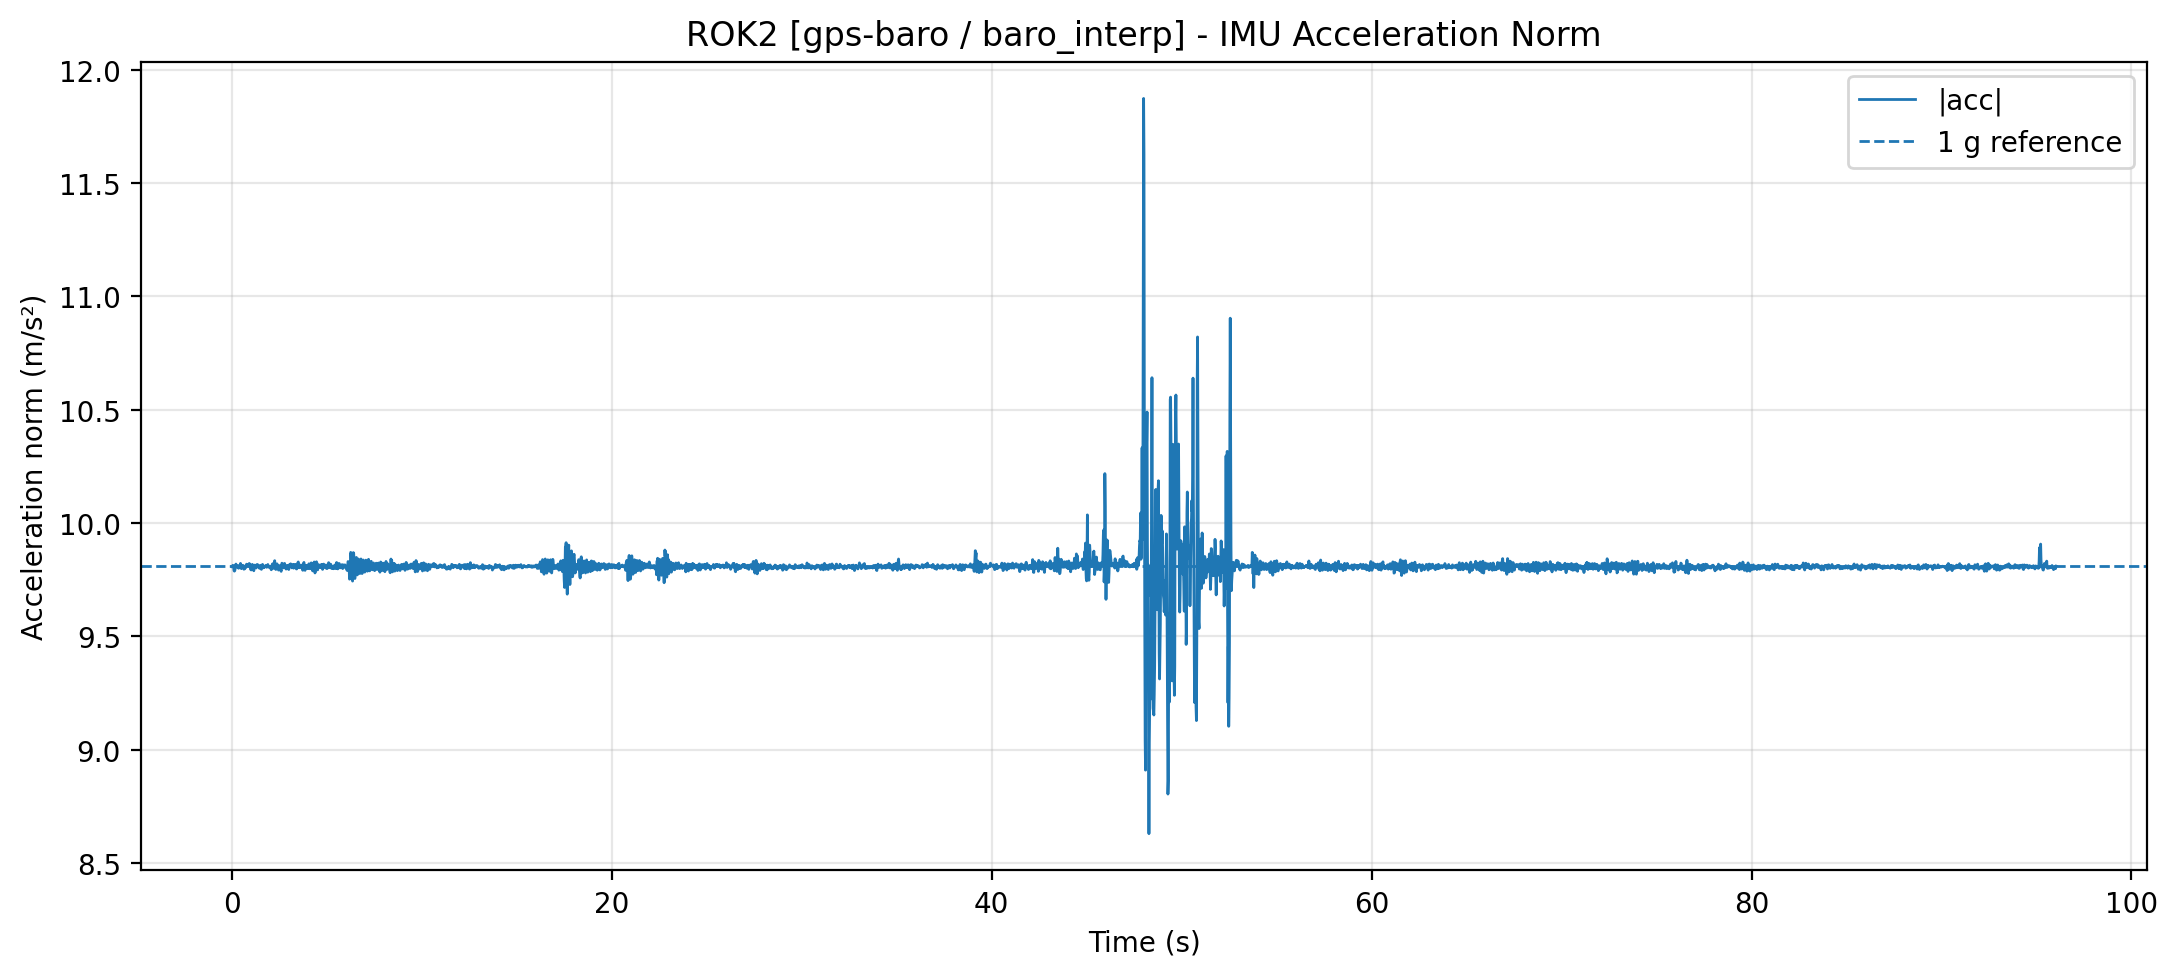 ROK2 [gps-baro / baro_interp] - IMU Acceleration Norm
12.0
11.5
11.0
10.5
10.0
9.5
9.0
8.5
Acceleration norm (m/s²)
|acc|
1 g reference
0
20
40
60
80
100
Time (s)